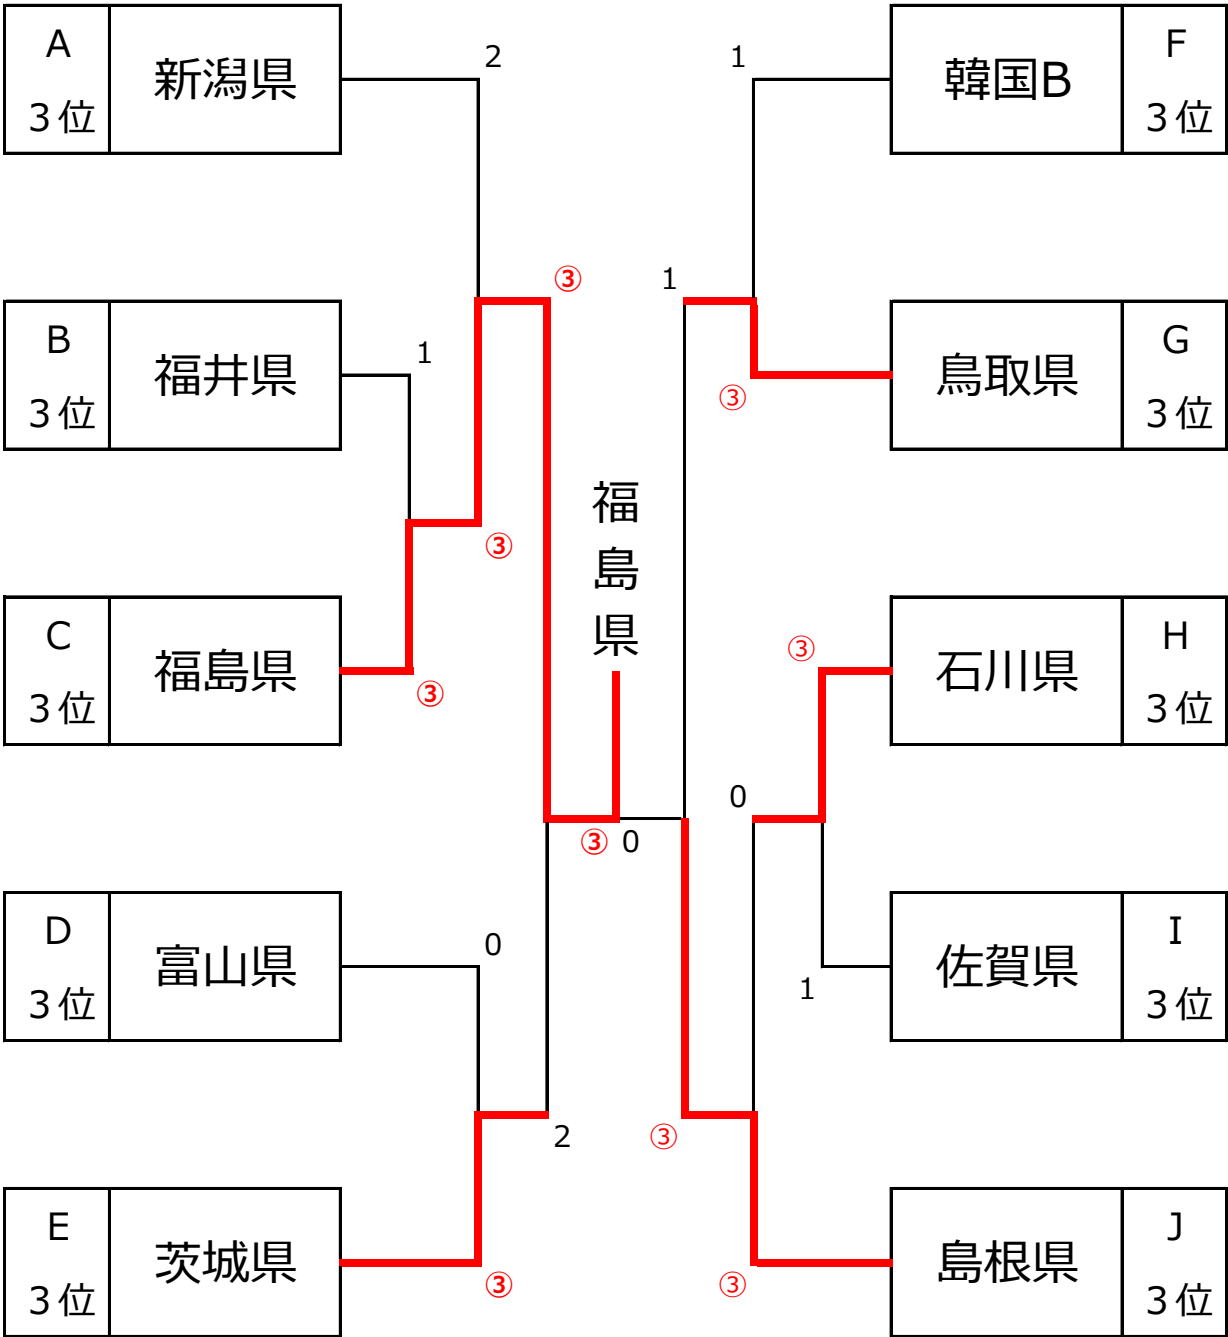 A
3位
新潟県
2
1
韓国B
F
3位
③
1
B
3位
福井県
1
③
鳥取県
G
3位
福島県
③
C
3位
福島県
③
③
石川県
H
3位
0
③
0
D
3位
富山県
0
1
佐賀県
I
3位
2
③
E
3位
茨城県
③
③
島根県
J
3位